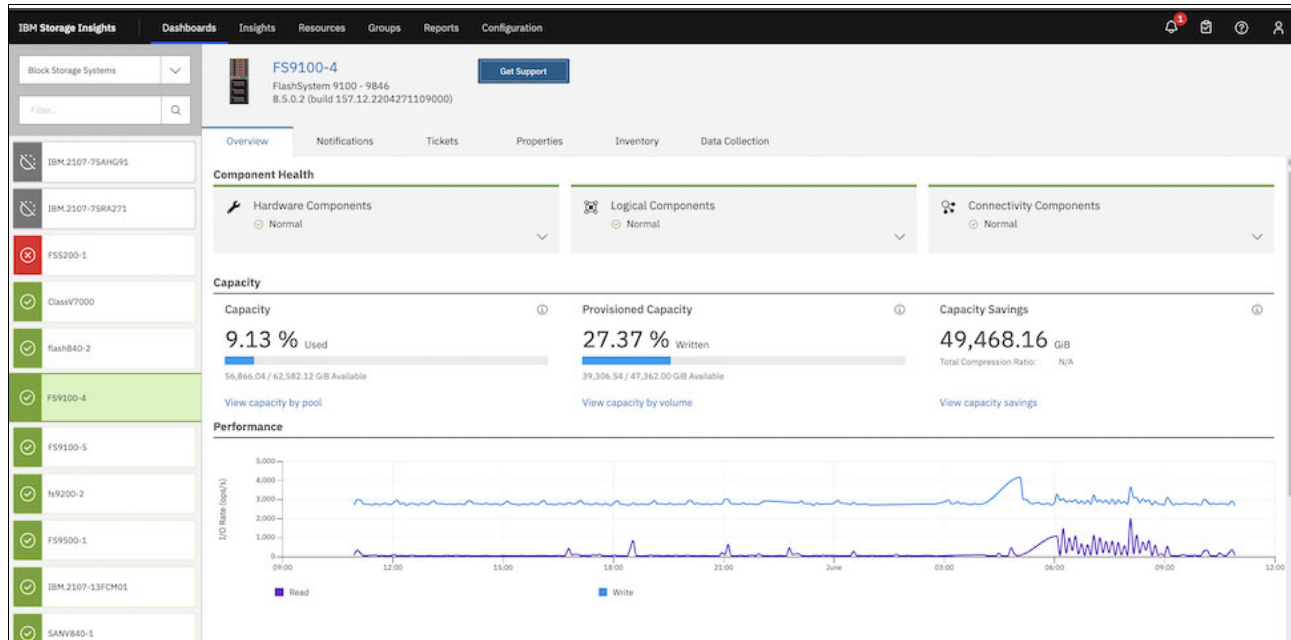 IBM Storage Insights Dashboards Insights Resources Groups Reports Configuration 1
Block Storage Systems
Filter...
IBM.2107-75AHG91
IBM.2107-75RA271
FS5200-1
ClassV7000
flash840-2
FS9100-4
FS9100-5
fs9200-2
FS9500-1
IBM.2107-13FCM01
SANV840-1
FS9100-4
FlashSystem 9100 - 9846
8.5.0.2 (build 157.12.2204271109000)
Get Support
Overview Notifications Tickets Properties Inventory Data Collection
Component Health
Hardware Components
Normal
Logical Components
Normal
Connectivity Components
Normal
Capacity
Capacity
9.13 % Used
56,866.04 / 62,582.12 GiB Available
View capacity by pool
Provisioned Capacity
27.37 % Written
39,306.54 / 47,362.00 GiB Available
View capacity by volume
Capacity Savings
49,468.16 GiB
Total Compression Ratio: N/A
View capacity savings
Performance
I/O Rate (ops/s)
5,000
4,000
3,000
2,000
1,000
0
09:00 12:00 15:00 18:00 21:00 June 03:00 06:00 09:00 12:00
Read Write